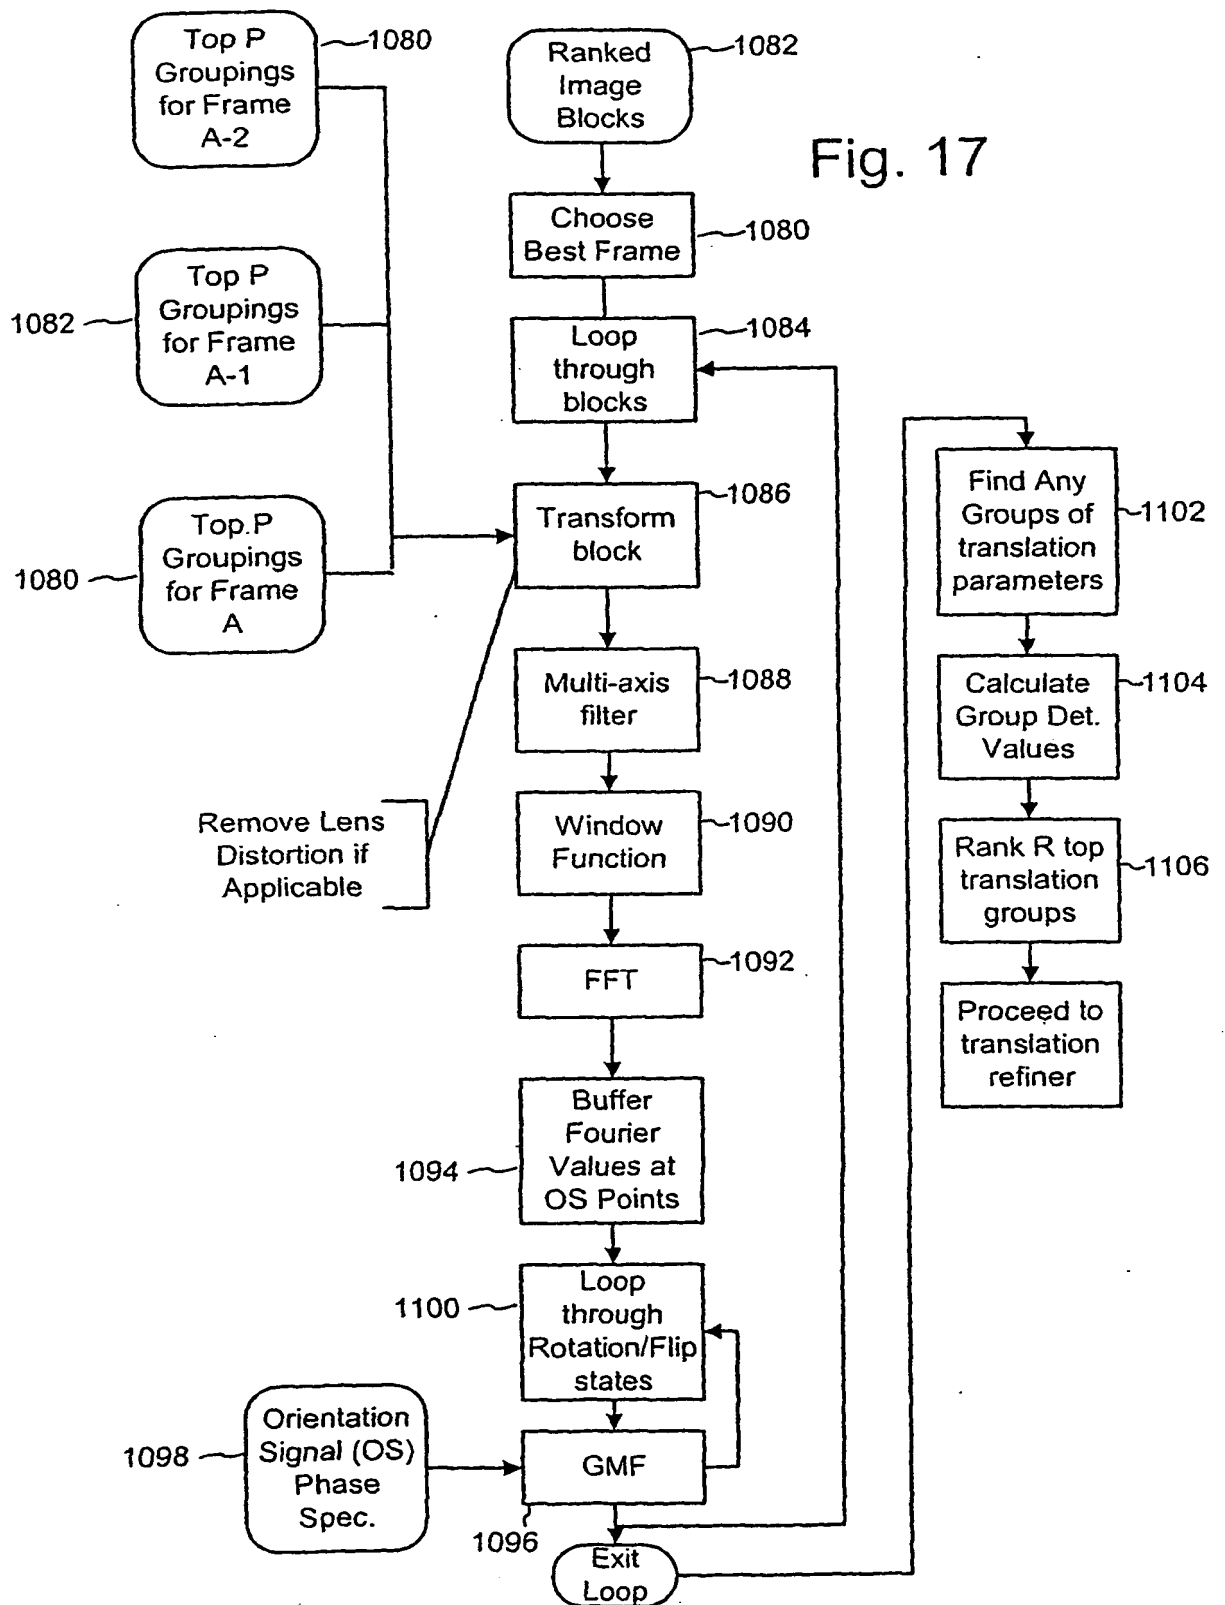 Top P
Groupings
for Frame
A-2
1080
Ranked
Image
Blocks
1082
Fig. 17
Choose
Best Frame
1080
Top P
Groupings
for Frame
A-1
1082
Loop
through
blocks
1084
Top.P
Groupings
for Frame
A
1080
Transform
block
1086
Multi-axis
filter
1088
Remove Lens
Distortion if
Applicable
Window
Function
1090
FFT
1092
Buffer
Fourier
Values at
OS Points
1094
Loop
through
Rotation/Flip
states
1100
Orientation
Signal (OS)
Phase
Spec.
1098
GMF
1096
Exit
Loop
Find Any
Groups of
translation
parameters
1102
Calculate
Group Det.
Values
1104
Rank R top
translation
groups
1106
Proceed to
translation
refiner